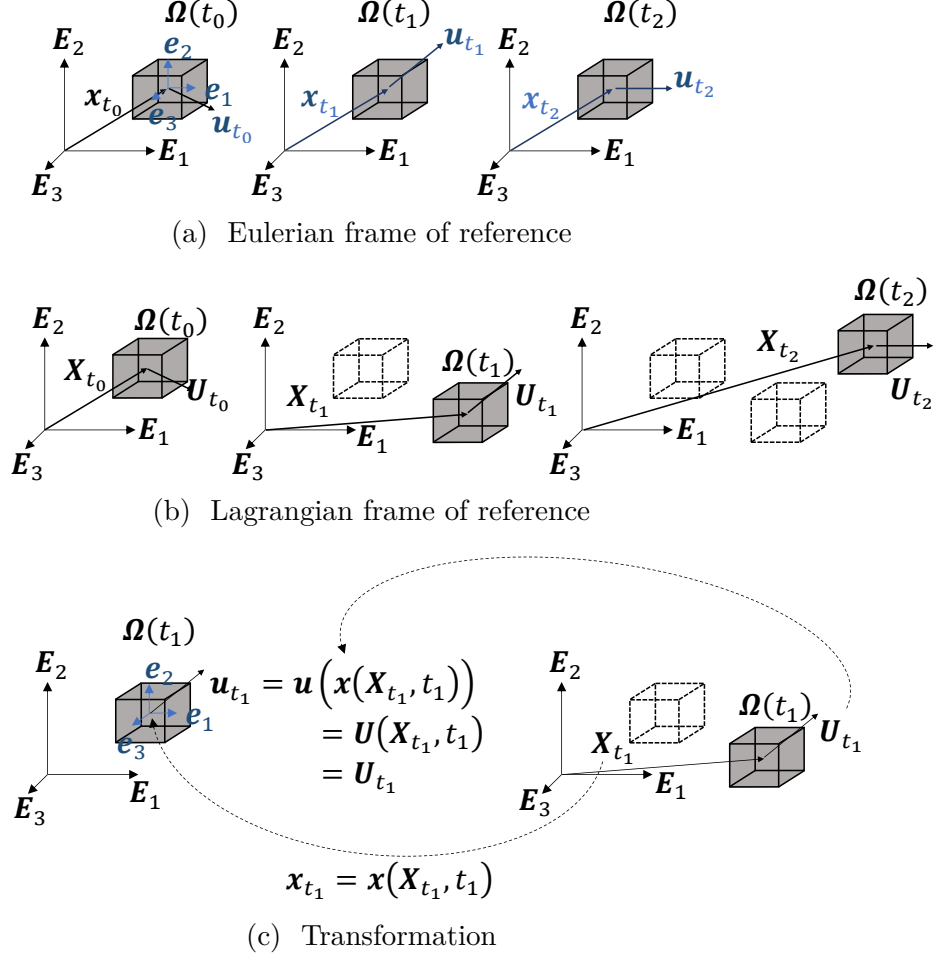 Ω(t₀) Ω(t₁) Ω(t₂)
E₂ e₂ E₂ u_{t₁} E₂
x_{t₀} e₁ x_{t₁} x_{t₂} u_{t₂}
e₃ u_{t₀}
E₁ E₁ E₁
E₃ E₃ E₃
(a) Eulerian frame of reference
E₂ Ω(t₀) E₂ E₂ Ω(t₂)
X_{t₀} U_{t₀} X_{t₁} Ω(t₁) U_{t₁} X_{t₂} U_{t₂}
E₁ E₁ E₁
E₃ E₃ E₃
(b) Lagrangian frame of reference
Ω(t₁)
E₂ e₂ u_{t₁} = u(x(X_{t₁}, t₁)) E₂
e₁ = U(X_{t₁}, t₁) Ω(t₁)
e₃ = U_{t₁} X_{t₁} U_{t₁}
E₁ E₁
E₃ E₃
x_{t₁} = x(X_{t₁}, t₁)
(c) Transformation